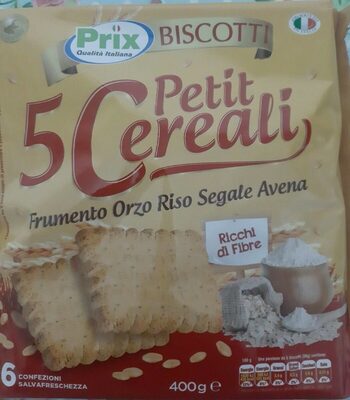 Prix
Qualità Italiana
BISCOTTI
5 Petit
Cereali
Frumento Orzo Riso Segale Avena
Ricchi
di Fibre
6 CONFEZIONI
SALVAFRESCHEZZA
400g e